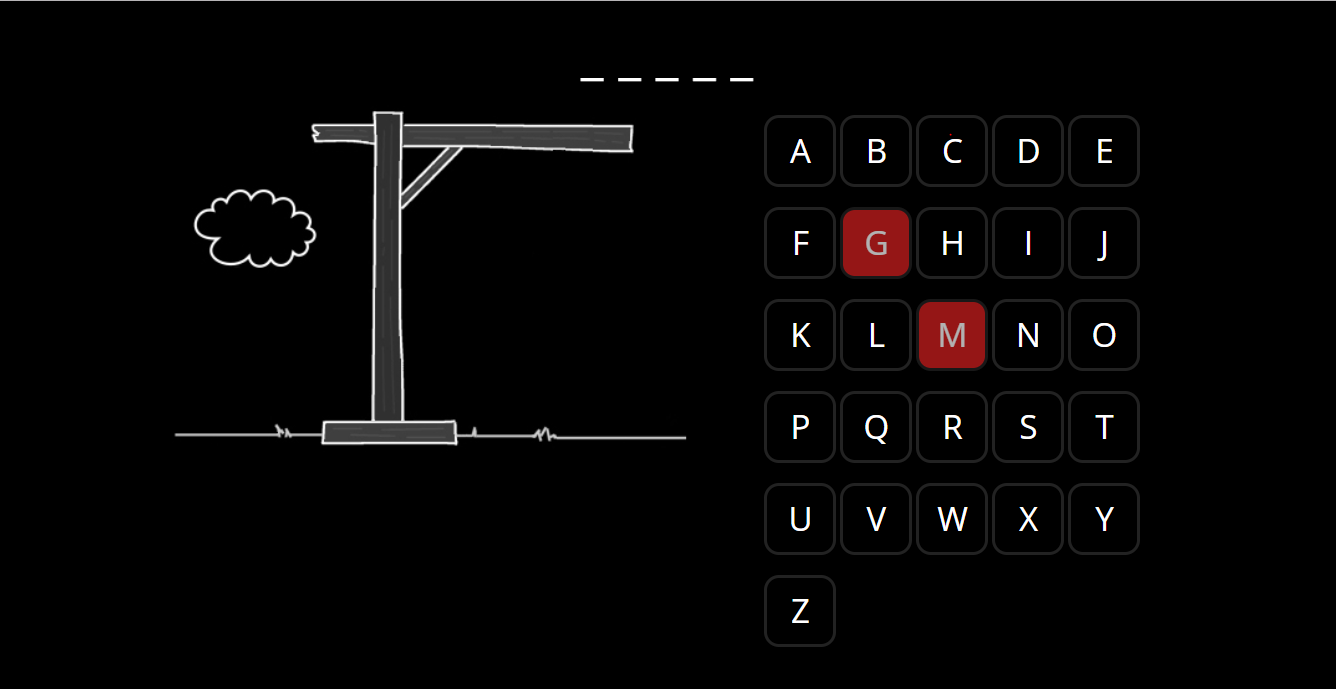 _ _ _ _ _
A B C D E
F G H I J
K L M N O
P Q R S T
U V W X Y
Z